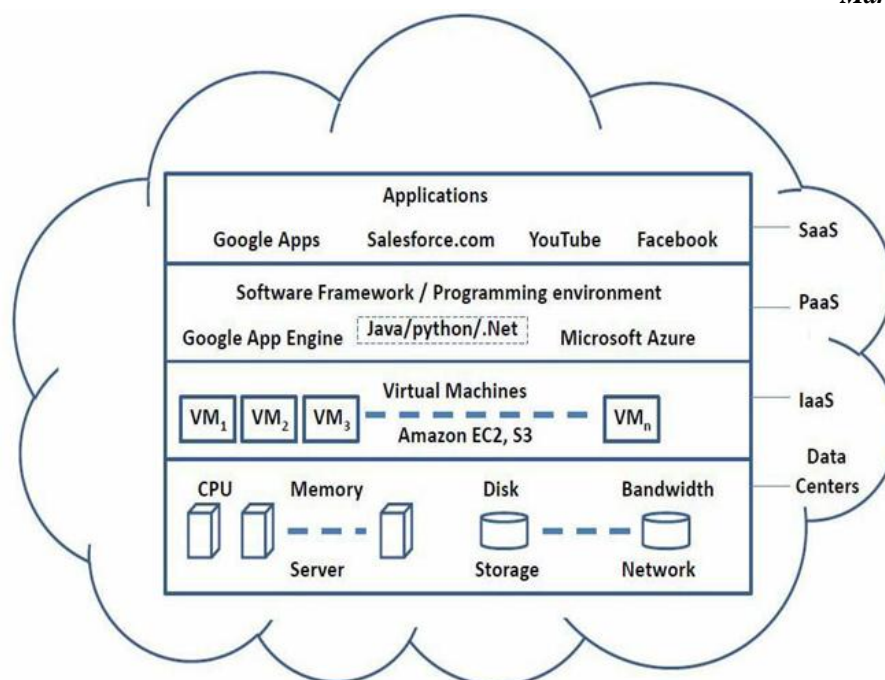 Applications
Google Apps Salesforce.com YouTube Facebook
SaaS
Software Framework / Programming environment
PaaS
Google App Engine Java/python/.Net Microsoft Azure
Virtual Machines
IaaS
VM1 VM2 VM3 VMn
Amazon EC2, S3
Data
Centers
CPU Memory Disk Bandwidth
Server Storage Network